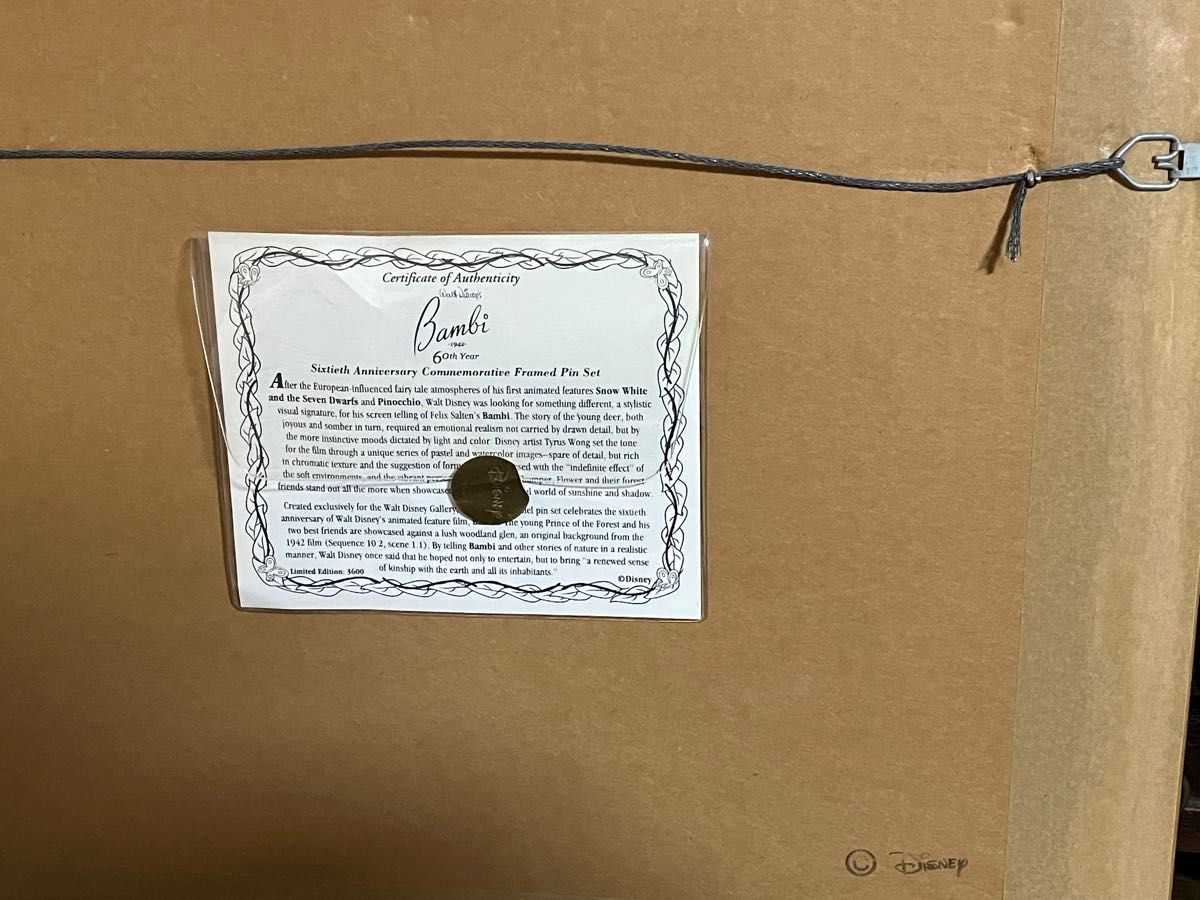 Certificate of Authenticity
Walt Disney's
Bambi
-1942-
60th Year
Sixtieth Anniversary Commemorative Framed Pin Set
After the European-influenced fairy tale atmospheres of his first animated features Snow White
and the Seven Dwarfs and Pinocchio, Walt Disney was looking for something different, a stylistic
visual signature, for his screen telling of Felix Salten's Bambi. The story of the young deer, both
joyous and somber in turn, required an emotional realism not carried by drawn detail, but by
the more instinctive moods dictated by light and color. Disney artist Tyrus Wong set the tone
for the film through a unique series of pastel and watercolor images–spare of detail, but rich
in chromatic texture and the suggestion of form sed with the "indefinite effect" of
the soft environments, and the vibrant Flower and their forest
friends stand out all the more when showcased world of sunshine and shadow.
DISNEY
Created exclusively for the Walt Disney Gallery, el pin set celebrates the sixtieth
anniversary of Walt Disney's animated feature film, The young Prince of the Forest and his
two best friends are showcased against a lush woodland glen, an original background from the
1942 film (Sequence 10.2, scene 1.1). By telling Bambi and other stories of nature in a realistic
manner, Walt Disney once said that he hoped not only to entertain, but to bring "a renewed sense
of kinship with the earth and all its inhabitants."
Limited Edition: 3600
©Disney
© DISNEY